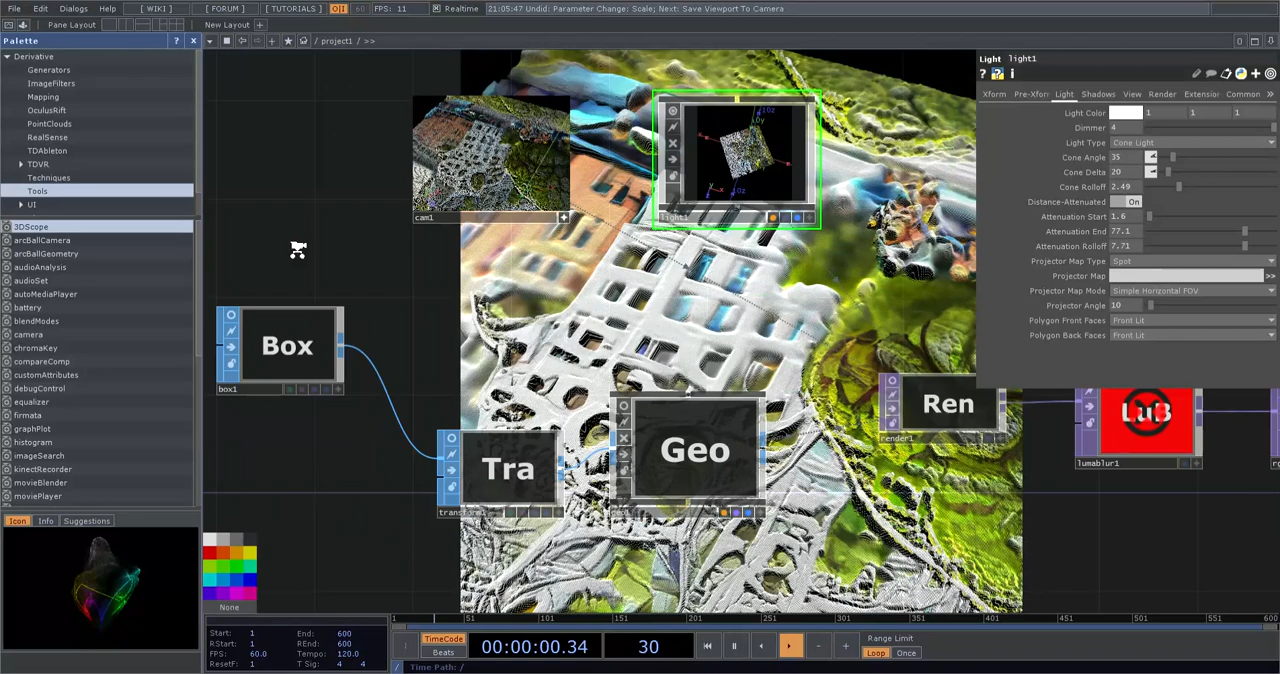 File Edit Dialogs Help [ WIKI ] [ FORUM ] [ TUTORIALS ] O|I FPS: 11 Realtime 21:05:47 Undid: Parameter Change: Scale; Next: Save Viewport To Camera
Pane Layout New Layout +
Palette ? x
/ project1 / >>
Derivative
Generators
ImageFilters
Mapping
OculusRift
PointClouds
RealSense
TDAbleton
TDVR
Techniques
Tools
UI
3DScope
arcBallCamera
arcBallGeometry
audioAnalysis
audioSet
autoMediaPlayer
battery
blendModes
camera
chromaKey
compareComp
customAttributes
debugControl
equalizer
firmata
graphPlot
histogram
imageSearch
kinectRecorder
movieBlender
moviePlayer
Icon Info Suggestions
None
cam1
light1
Box
box1
Tra
transform1
Geo
geo1
Ren
render1
LuB
lumablur1
Light light1
? ? i
Xform Pre-Xfor Light Shadows View Render Extension Common >>
Light Color 1 1 1
Dimmer 4
Light Type Cone Light
Cone Angle 35
Cone Delta 20
Cone Rolloff 2.49
Distance-Attenuated On
Attenuation Start 1.6
Attenuation End 77.1
Attenuation Rolloff 7.71
Projector Map Type Spot
Projector Map >>
Projector Map Mode Simple Horizontal FOV
Projector Angle 10
Polygon Front Faces Front Lit
Polygon Back Faces Front Lit
1 51 101 151 201 251 301 351 401 451 501 551 600
Start: 1 End: 600
RStart: 1 REnd: 600
FPS: 60.0 Tempo: 120.0
ResetF: 1 T Sig: 4 4
TimeCode
Beats
00:00:00.34 30
Range Limit
Loop Once
/ Time Path: /